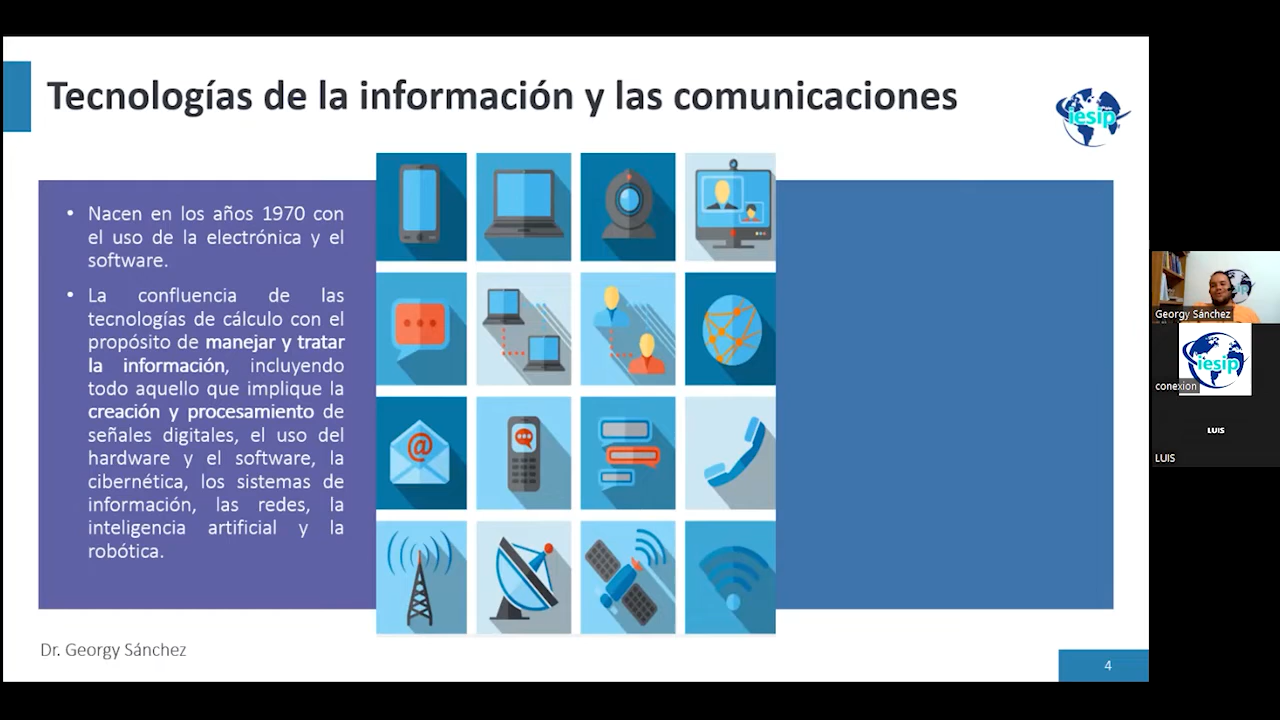 Tecnologías de la información y las comunicaciones
iesip
• Nacen en los años 1970 con
el uso de la electrónica y el
software.
• La confluencia de las
tecnologías de cálculo con el
propósito de manejar y tratar
la información, incluyendo
todo aquello que implique la
creación y procesamiento de
señales digitales, el uso del
hardware y el software, la
cibernética, los sistemas de
información, las redes, la
inteligencia artificial y la
robótica.
@
Dr. Georgy Sánchez
4
Georgy Sánchez
iesip
conexion
LUIS
LUIS